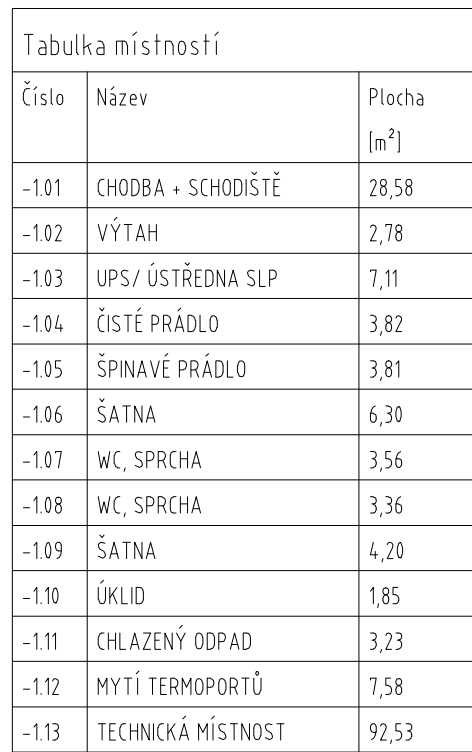 Tabulka místností
Číslo Název Plocha
[m²]
-1.01 CHODBA + SCHODIŠTĚ 28,58
-1.02 VÝTAH 2,78
-1.03 UPS/ ÚSTŘEDNA SLP 7,11
-1.04 ČISTÉ PRÁDLO 3,82
-1.05 ŠPINAVÉ PRÁDLO 3,81
-1.06 ŠATNA 6,30
-1.07 WC, SPRCHA 3,56
-1.08 WC, SPRCHA 3,36
-1.09 ŠATNA 4,20
-1.10 ÚKLID 1,85
-1.11 CHLAZENÝ ODPAD 3,23
-1.12 MYTÍ TERMOPORTŮ 7,58
-1.13 TECHNICKÁ MÍSTNOST 92,53